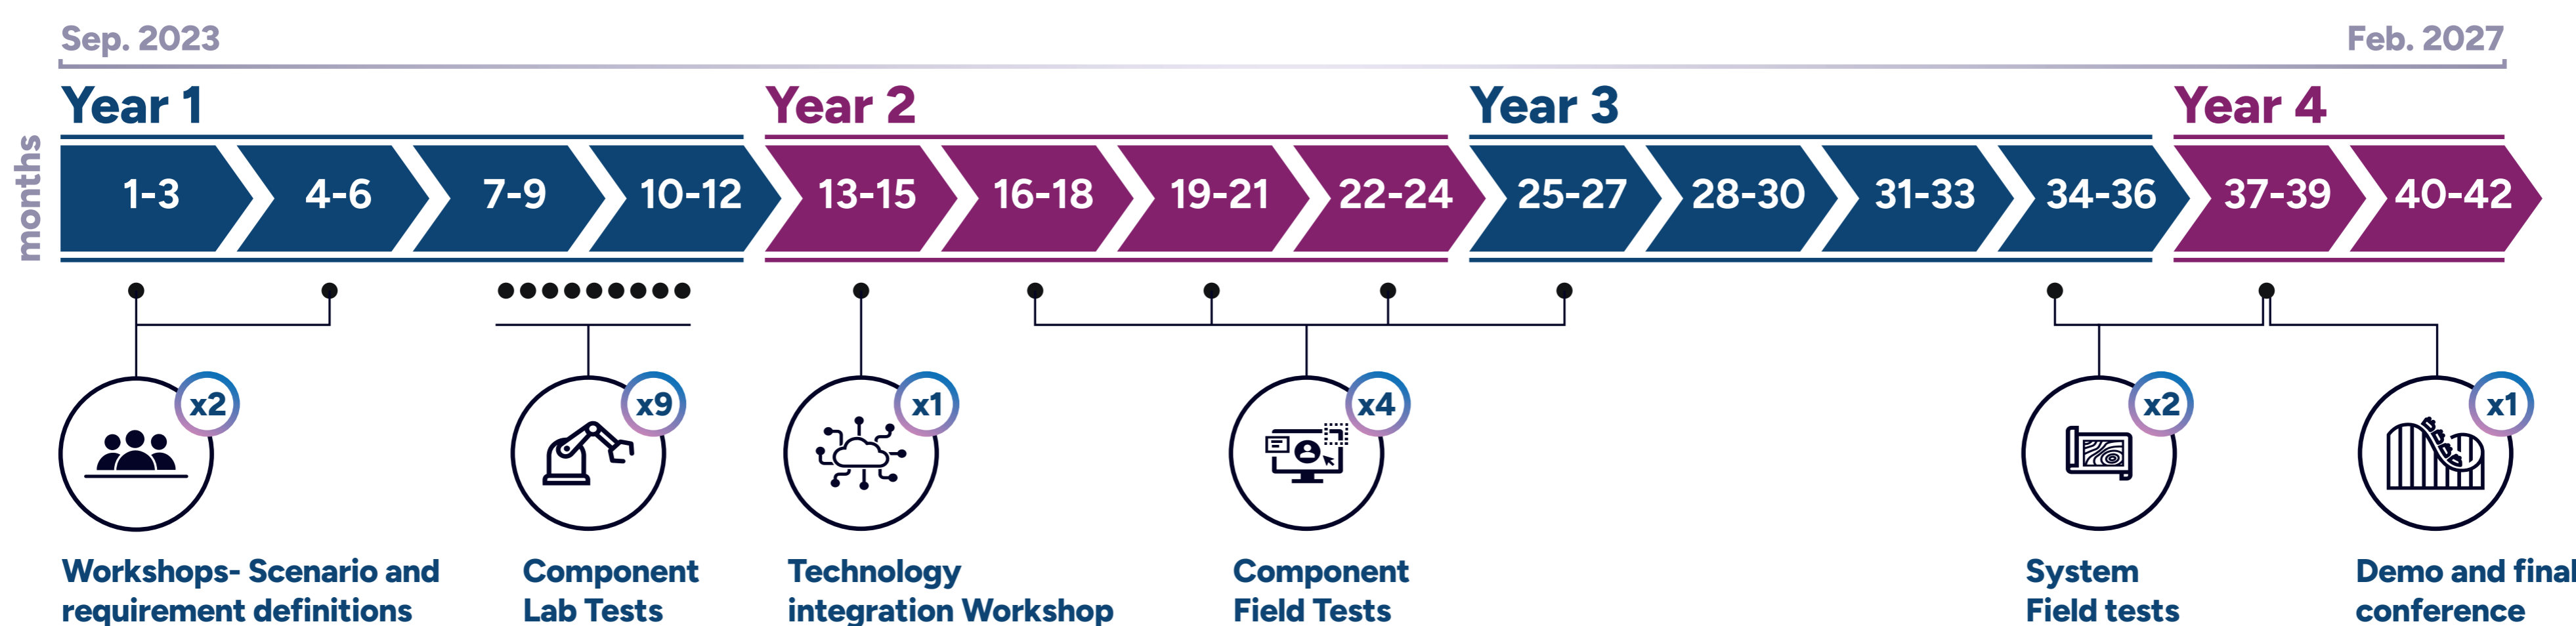 Sep. 2023
Feb. 2027
Year 1
Year 2
Year 3
Year 4
months
1-3
4-6
7-9
10-12
13-15
16-18
19-21
22-24
25-27
28-30
31-33
34-36
37-39
40-42
x2
x9
x1
x4
x2
x1
Workshops- Scenario and
requirement definitions
Component
Lab Tests
Technology
integration Workshop
Component
Field Tests
System
Field tests
Demo and final
conference